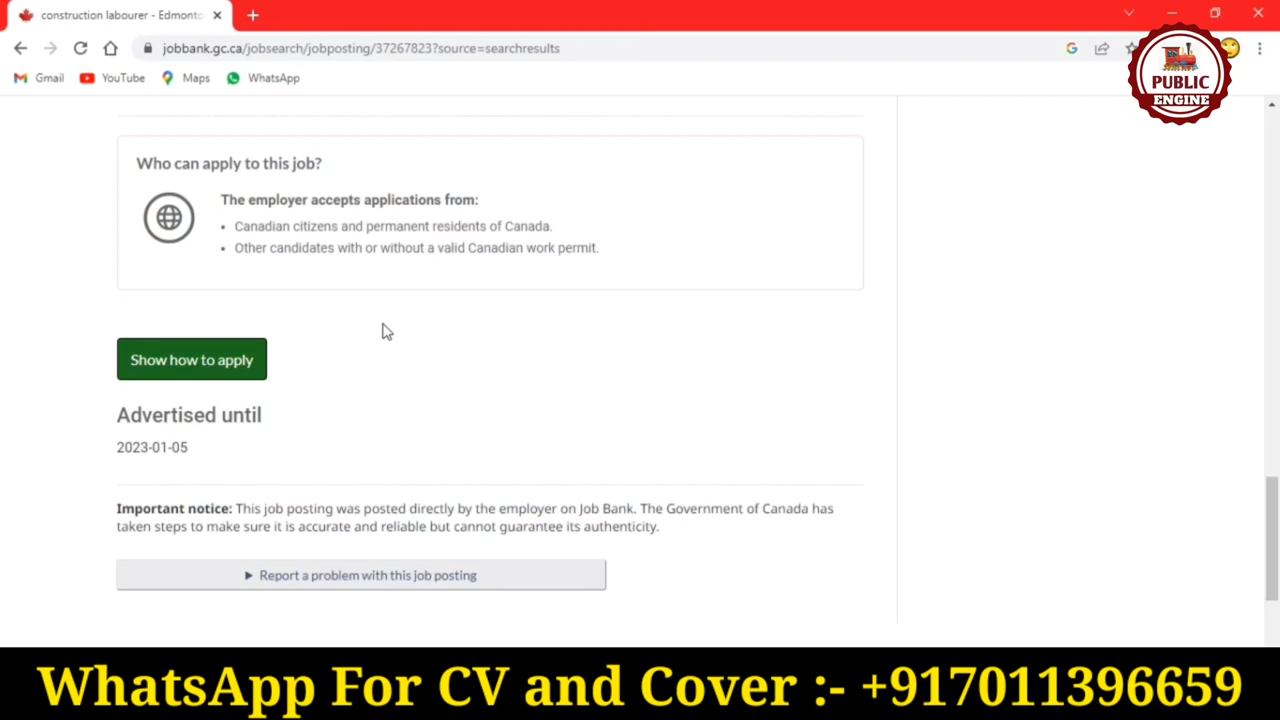 construction labourer - Edmonto
jobbank.gc.ca/jobsearch/jobposting/37267823?source=searchresults
Gmail YouTube Maps WhatsApp
PUBLIC
ENGINE
Who can apply to this job?
The employer accepts applications from:
• Canadian citizens and permanent residents of Canada.
• Other candidates with or without a valid Canadian work permit.
Show how to apply
Advertised until
2023-01-05
Important notice: This job posting was posted directly by the employer on Job Bank. The Government of Canada has
taken steps to make sure it is accurate and reliable but cannot guarantee its authenticity.
Report a problem with this job posting
WhatsApp For CV and Cover :- +917011396659